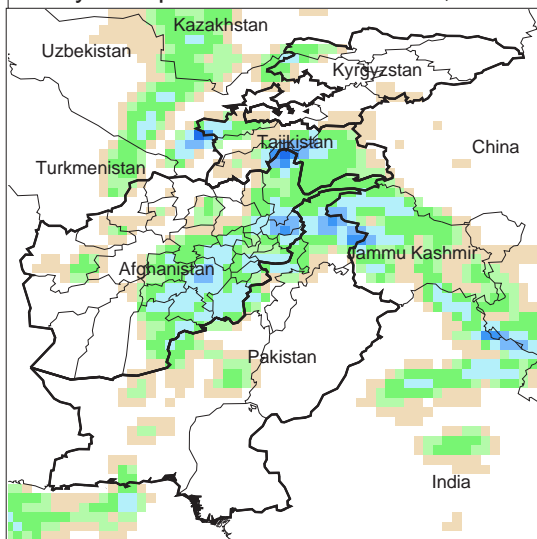 Kazakhstan
Uzbekistan
Kyrgyzstan
Tajikistan
China
Turkmenistan
Jammu Kashmir
Afghanistan
Pakistan
India